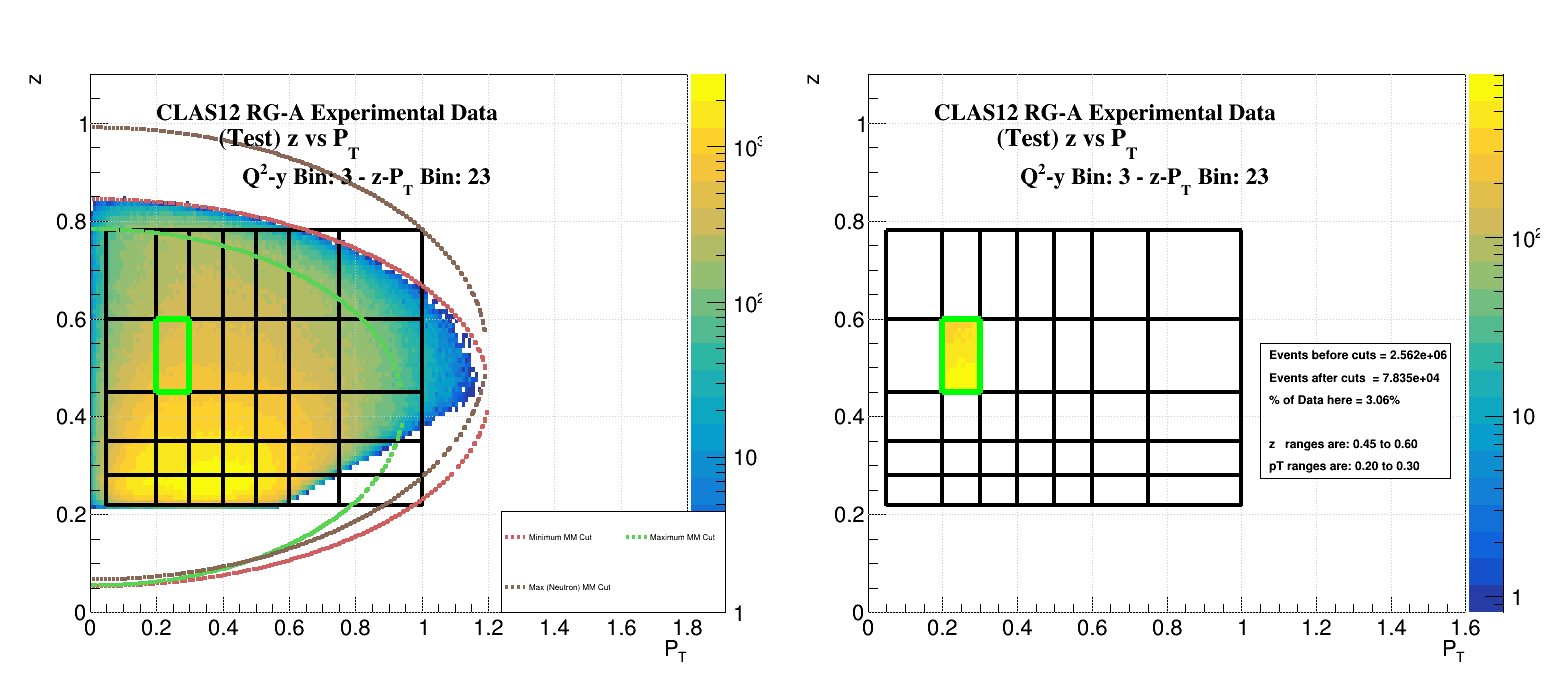 CLAS12 RG-A Experimental Data
(Test) z vs P_T
Q²-y Bin: 3 - z-P_T Bin: 23
z
1
0.8
0.6
0.4
0.2
0
0 0.2 0.4 0.6 0.8 1 1.2 1.4 1.6 1.8
P_T
10³
10²
10
1
Minimum MM Cut
Maximum MM Cut
Max (Neutron) MM Cut
CLAS12 RG-A Experimental Data
(Test) z vs P_T
Q²-y Bin: 3 - z-P_T Bin: 23
z
1
0.8
0.6
0.4
0.2
0
0 0.2 0.4 0.6 0.8 1 1.2 1.4 1.6
P_T
10²
10
1
Events before cuts = 2.562e+06
Events after cuts = 7.835e+04
% of Data here = 3.06%
z ranges are: 0.45 to 0.60
pT ranges are: 0.20 to 0.30